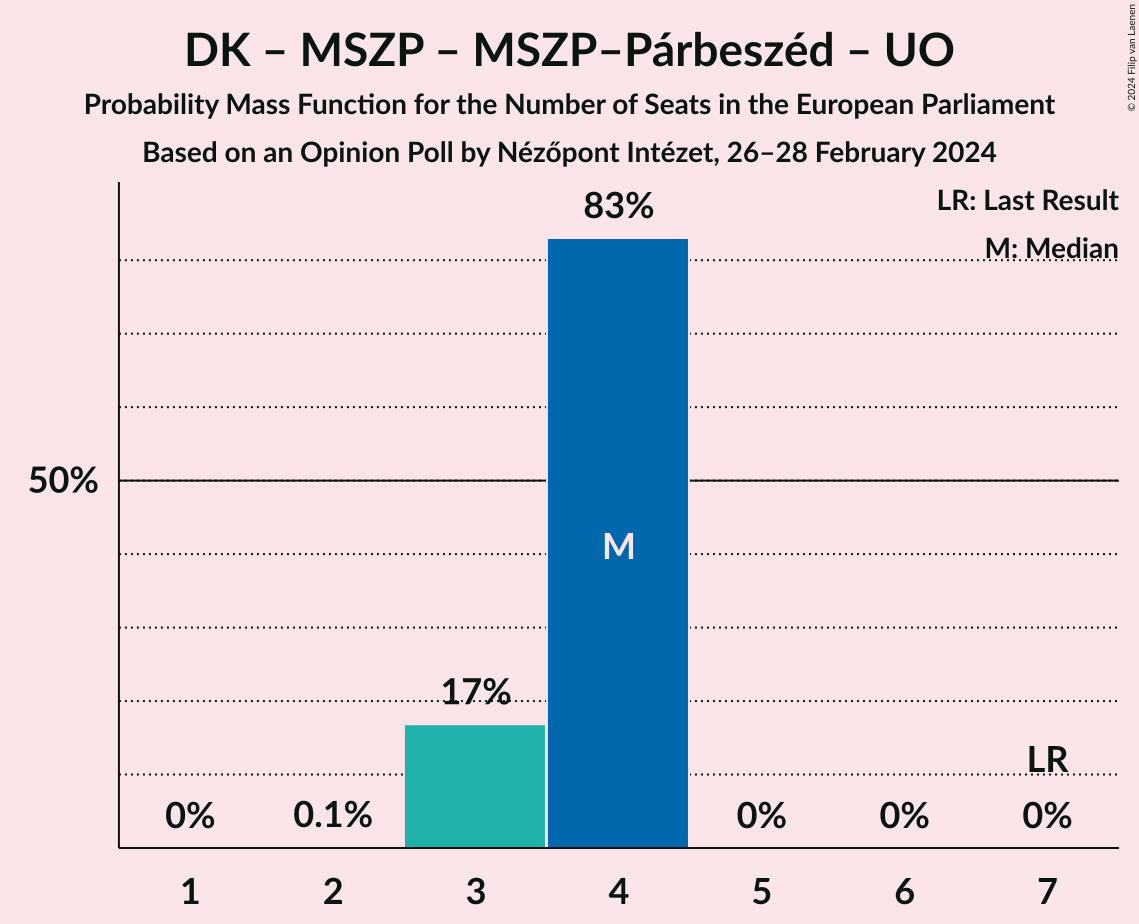 DK – MSZP – MSZP–Párbeszéd – UO
Probability Mass Function for the Number of Seats in the European Parliament
Based on an Opinion Poll by Nézőpont Intézet, 26–28 February 2024
© 2024 Filip van Laenen
LR: Last Result
M: Median
83%
50%
M
17%
LR
0%
0.1%
0%
0%
0%
1
2
3
4
5
6
7